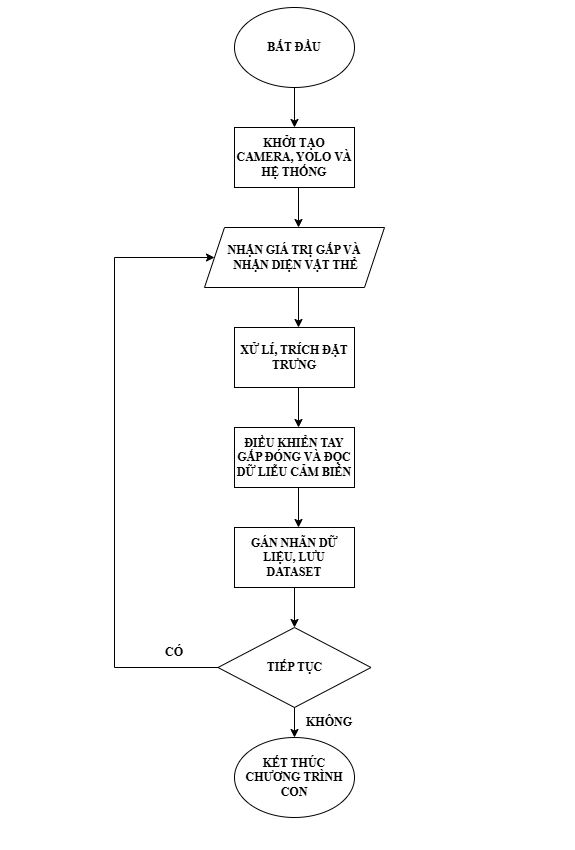 BẮT ĐẦU
KHỞI TẠO
CAMERA, YOLO VÀ
HỆ THỐNG
NHẬN GIÁ TRỊ GẮP VÀ
NHẬN DIỆN VẬT THỂ
XỬ LÍ, TRÍCH ĐẶT
TRƯNG
ĐIỀU KHIỂN TAY
GẮP ĐÓNG VÀ ĐỌC
DỮ LIỄU CẢM BIẾN
GÁN NHÃN DỮ
LIỆU, LƯU
DATASET
CÓ
TIẾP TỤC
KHÔNG
KẾT THÚC
CHƯƠNG TRÌNH
CON